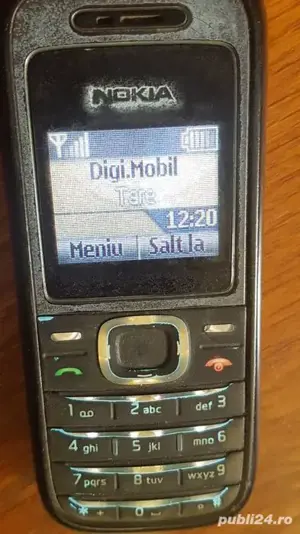 NOKIA
Digi.Mobil
Tare
12:20
Meniu Salt la
1 2 abc def 3
4 ghi 5 jkl mno 6
7 pqrs 8 tuv wxyz 9
* + 0 #
publi24.ro